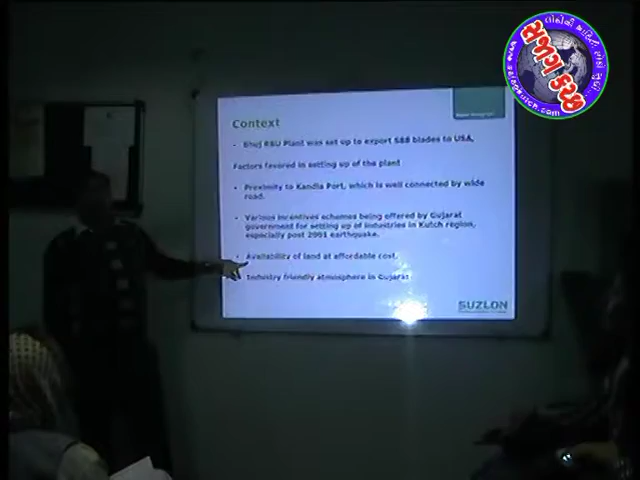 Context
Bhuj RBU Plant was set up to export S88 blades to USA,
Factors favored in setting up of the plant
Proximity to Kandla Port, which is well connected by wide
road.
Various incentives schemes being offered by Gujarat
government for setting up of industries in Kutch region,
especially post 2001 earthquake.
Availability of land at affordable cost.
Industry friendly atmosphere in Gujarat
SUZLON
સભાગ કચ્છ